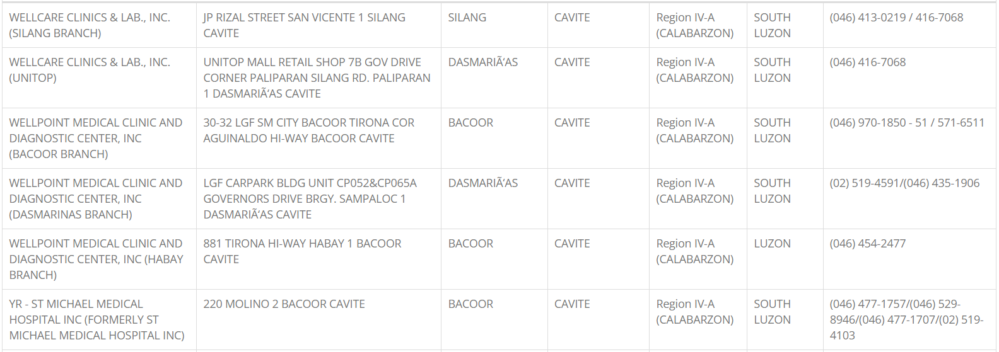 WELLCARE CLINICS & LAB., INC.
(SILANG BRANCH)
JP RIZAL STREET SAN VICENTE 1 SILANG
CAVITE
SILANG
CAVITE
Region IV-A
(CALABARZON)
SOUTH
LUZON
(046) 413-0219 / 416-7068
WELLCARE CLINICS & LAB., INC.
(UNITOP)
UNITOP MALL RETAIL SHOP 7B GOV DRIVE
CORNER PALIPARAN SILANG RD. PALIPARAN
1 DASMARIÃ‘AS CAVITE
DASMARIÃ‘AS
CAVITE
Region IV-A
(CALABARZON)
SOUTH
LUZON
(046) 416-7068
WELLPOINT MEDICAL CLINIC AND
DIAGNOSTIC CENTER, INC
(BACOOR BRANCH)
30-32 LGF SM CITY BACOOR TIRONA COR
AGUINALDO HI-WAY BACOOR CAVITE
BACOOR
CAVITE
Region IV-A
(CALABARZON)
SOUTH
LUZON
(046) 970-1850 - 51 / 571-6511
WELLPOINT MEDICAL CLINIC AND
DIAGNOSTIC CENTER, INC
(DASMARINAS BRANCH)
LGF CARPARK BLDG UNIT CP052&CP065A
GOVERNORS DRIVE BRGY. SAMPALOC 1
DASMARIÃ‘AS CAVITE
DASMARIÃ‘AS
CAVITE
Region IV-A
(CALABARZON)
SOUTH
LUZON
(02) 519-4591/(046) 435-1906
WELLPOINT MEDICAL CLINIC AND
DIAGNOSTIC CENTER, INC (HABAY
BRANCH)
881 TIRONA HI-WAY HABAY 1 BACOOR
CAVITE
BACOOR
CAVITE
Region IV-A
(CALABARZON)
LUZON
(046) 454-2477
YR - ST MICHAEL MEDICAL
HOSPITAL INC (FORMERLY ST
MICHAEL MEDICAL HOSPITAL INC)
220 MOLINO 2 BACOOR CAVITE
BACOOR
CAVITE
Region IV-A
(CALABARZON)
SOUTH
LUZON
(046) 477-1757/(046) 529-
8946/(046) 477-1707/(02) 519-
4103